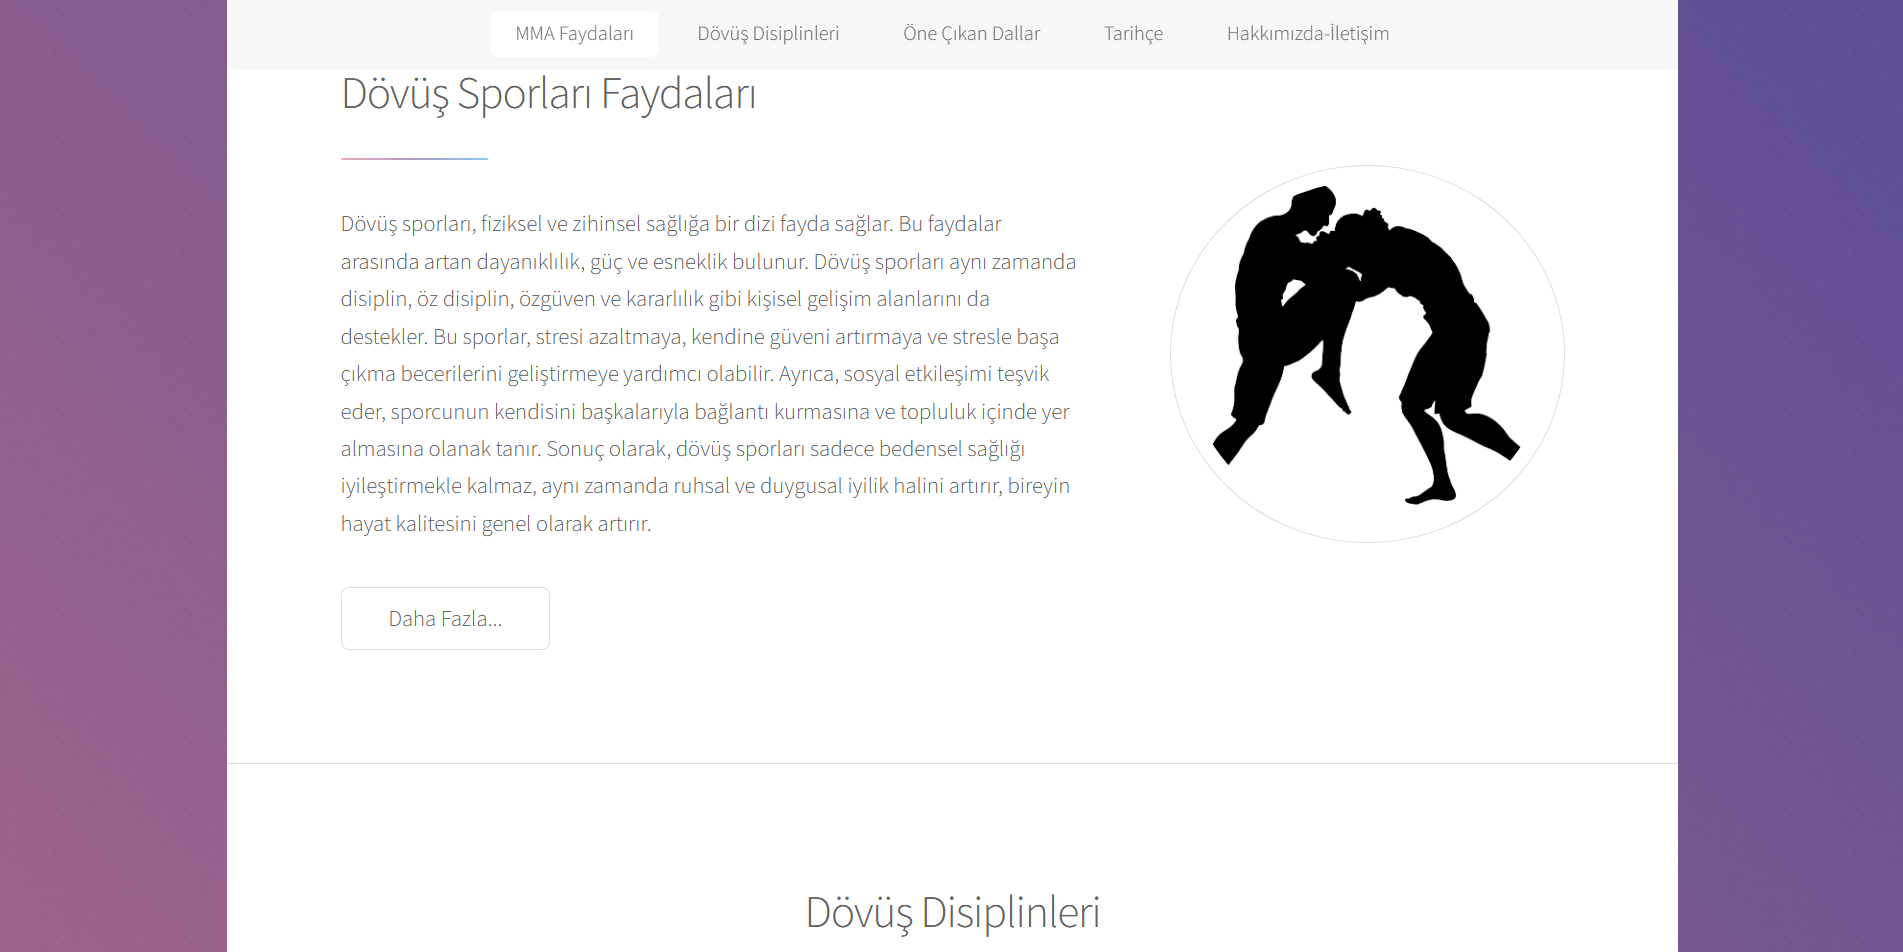 MMA Faydaları
Dövüş Disiplinleri
Öne Çıkan Dallar
Tarihçe
Hakkımızda-İletişim
Dövüş Sporları Faydaları
Dövüş sporları, fiziksel ve zihinsel sağlığa bir dizi fayda sağlar. Bu faydalar
arasında artan dayanıklılık, güç ve esneklik bulunur. Dövüş sporları aynı zamanda
disiplin, öz disiplin, özgüven ve kararlılık gibi kişisel gelişim alanlarını da
destekler. Bu sporlar, stresi azaltmaya, kendine güveni artırmaya ve stresle başa
çıkma becerilerini geliştirmeye yardımcı olabilir. Ayrıca, sosyal etkileşimi teşvik
eder, sporcunun kendisini başkalarıyla bağlantı kurmasına ve topluluk içinde yer
almasına olanak tanır. Sonuç olarak, dövüş sporları sadece bedensel sağlığı
iyileştirmekle kalmaz, aynı zamanda ruhsal ve duygusal iyilik halini artırır, bireyin
hayat kalitesini genel olarak artırır.
Daha Fazla...
Dövüş Disiplinleri